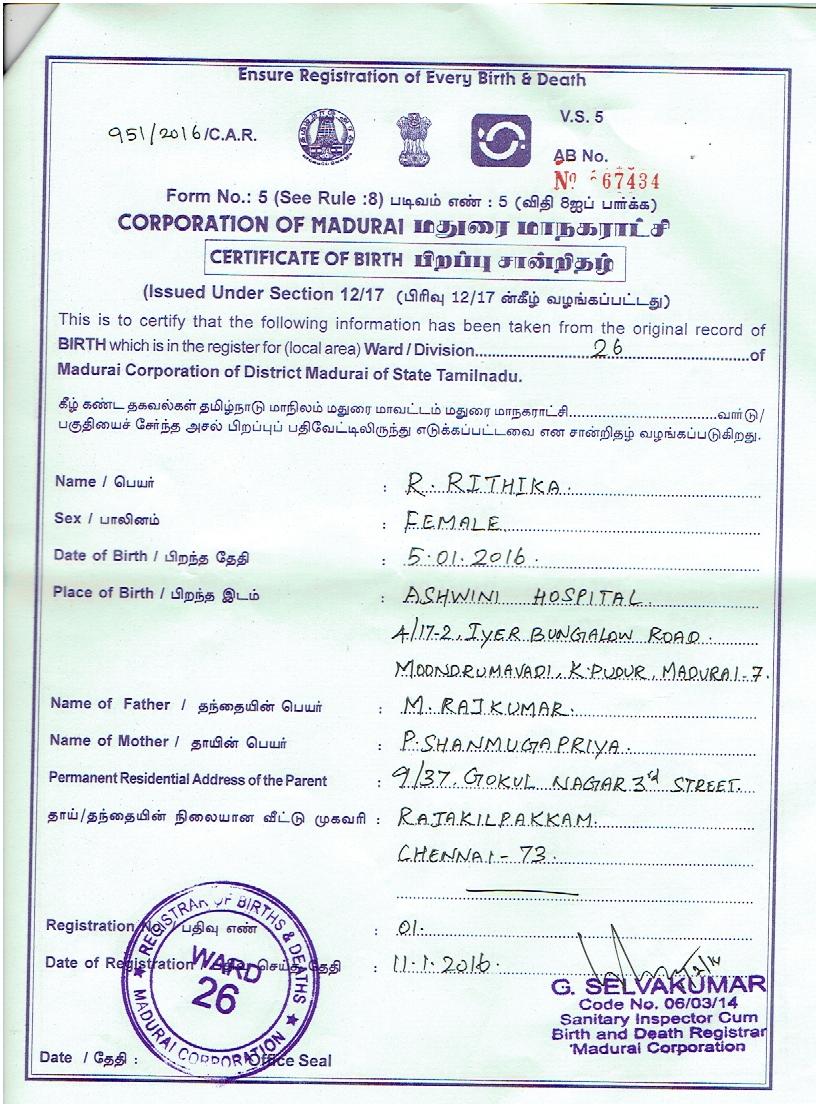 Ensure Registration of Every Birth & Death
951/2016/C.A.R.
V.S. 5
AB No.
No 67434
Form No.: 5 (See Rule :8) படிவம் எண் : 5 (விதி 8ஐப் பார்க்க)
CORPORATION OF MADURAI மதுரை மாநகராட்சி
CERTIFICATE OF BIRTH பிறப்பு சான்றிதழ்
(Issued Under Section 12/17 (பிரிவு 12/17 ன்கீழ் வழங்கப்பட்டது)
This is to certify that the following information has been taken from the original record of
BIRTH which is in the register for (local area) Ward / Division 26 of
Madurai Corporation of District Madurai of State Tamilnadu.
கீழ் கண்ட தகவல்கள் தமிழ்நாடு மாநிலம் மதுரை மாவட்டம் மதுரை மாநகராட்சி வார்டு/
பகுதியைச் சேர்ந்த அசல் பிறப்புப் பதிவேட்டிலிருந்து எடுக்கப்பட்டவை என சான்றிதழ் வழங்கப்படுகிறது.
Name / பெயர் : R. RITHIKA.
Sex / பாலினம் : FEMALE
Date of Birth / பிறந்த தேதி : 5.01.2016.
Place of Birth / பிறந்த இடம் : ASHWINI HOSPITAL
4/17-2, IYER BUNGALOW ROAD
MOONDRUMAVADI, K.PUDUR, MADURAI-7.
Name of Father / தந்தையின் பெயர் : M. RAJKUMAR.
Name of Mother / தாயின் பெயர் : P. SHANMUGAPRIYA.
Permanent Residential Address of the Parent : 9/37, GOKUL NAGAR 3rd STREET.
தாய்/தந்தையின் நிலையான வீட்டு முகவரி : RAJAKILPAKKAM.
CHENNAI-73.
Registration No. / பதிவு எண் : 01.
Date of Registration / செய்த தேதி : 11.1.2016.
REGISTRAR OF BIRTHS & DEATHS
WARD
26
MADURAI CORPORATION
G. SELVAKUMAR
Code No. 06/03/14
Sanitary Inspector Cum
Birth and Death Registrar
Madurai Corporation
Date / தேதி : Office Seal